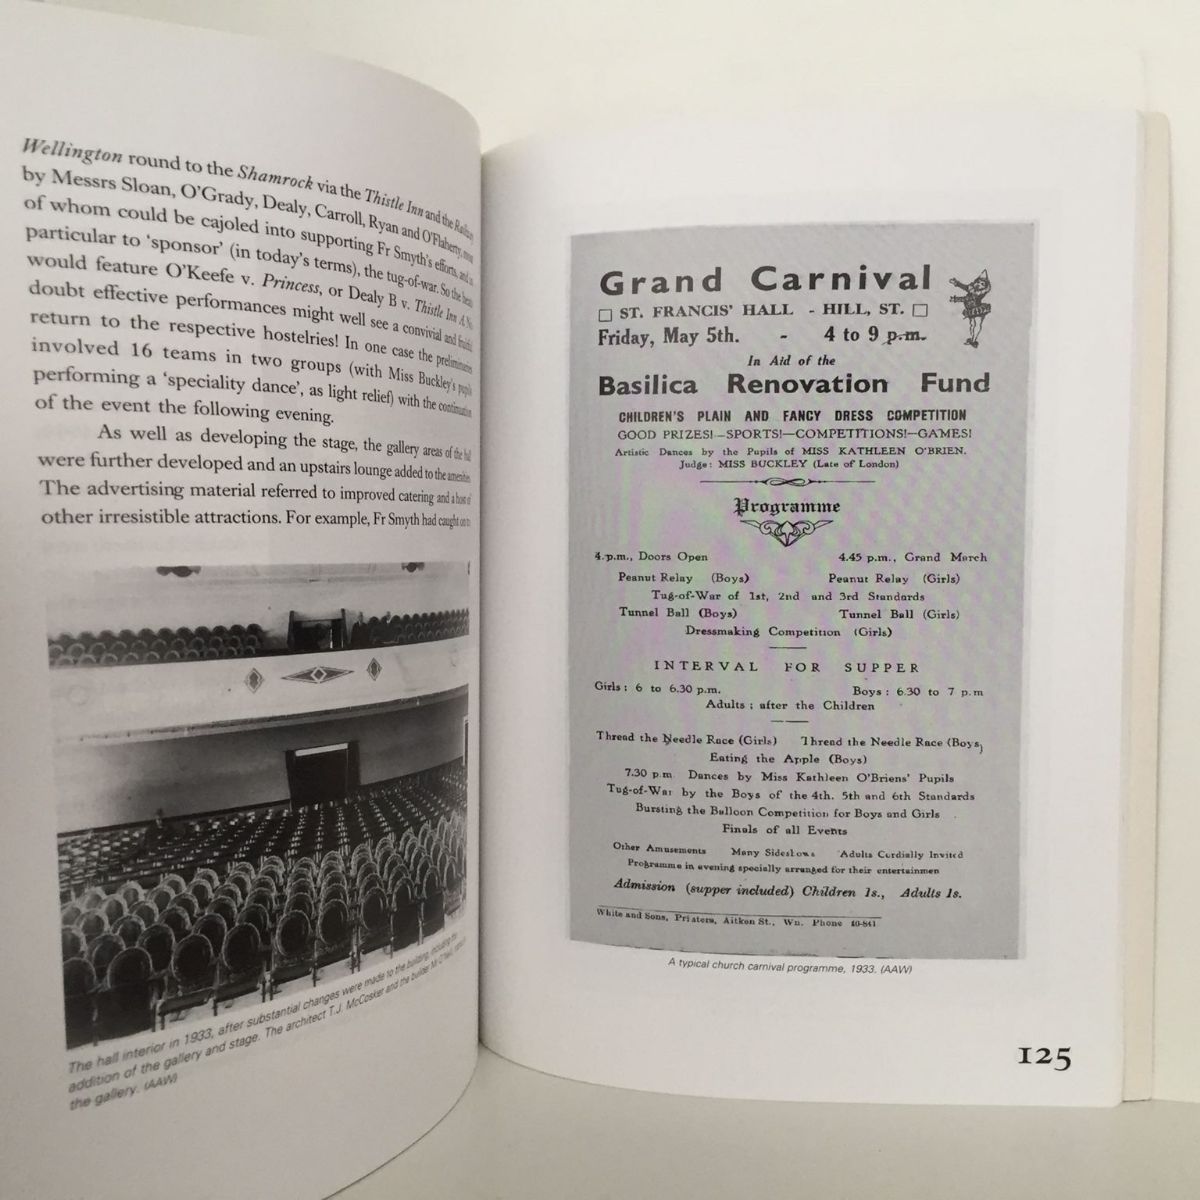 Wellington round to the Shamrock via the Thistle Inn and the Railway
by Messrs Sloan, O'Grady, Dealy, Carroll, Ryan and O'Flaherty, most
of whom could be cajoled into supporting Fr Smyth's efforts, and in
particular to 'sponsor' (in today's terms), the tug-of-war. So the heats
would feature O'Keefe v. Princess, or Dealy B v. Thistle Inn A. No
doubt effective performances might well see a convivial and fruitful
return to the respective hostelries! In one case the preliminaries
involved 16 teams in two groups (with Miss Buckley's pupils
performing a 'speciality dance', as light relief) with the continuation
of the event the following evening.
As well as developing the stage, the gallery areas of the hall
were further developed and an upstairs lounge added to the amenities.
The advertising material referred to improved catering and a host of
other irresistible attractions. For example, Fr Smyth had caught on to
The hall interior in 1933, after substantial changes were made to the building, including the
addition of the gallery and stage. The architect T.J. McCosker and the builder Mr O'Neill,
the gallery. (AAW)
Grand Carnival
ST. FRANCIS' HALL - HILL, ST.
Friday, May 5th. - 4 to 9 p.m.
In Aid of the
Basilica Renovation Fund
CHILDREN'S PLAIN AND FANCY DRESS COMPETITION
GOOD PRIZES!—SPORTS!—COMPETITIONS!—GAMES!
Artistic Dances by the Pupils of MISS KATHLEEN O'BRIEN.
Judge: MISS BUCKLEY (Late of London)
Programme
4.p.m., Doors Open 4.45 p.m., Grand March
Peanut Relay (Boys) Peanut Relay (Girls)
Tug-of-War of 1st, 2nd and 3rd Standards
Tunnel Ball (Boys) Tunnel Ball (Girls)
Dressmaking Competition (Girls)
INTERVAL FOR SUPPER
Girls: 6 to 6.30 p.m. Boys: 6.30 to 7 p.m
Adults; after the Children
Thread the Needle Race (Girls) Thread the Needle Race (Boys)
Eating the Apple (Boys)
7.30 p.m Dances by Miss Kathleen O'Briens' Pupils
Tug-of-War by the Boys of the 4th. 5th and 6th Standards
Bursting the Balloon Competition for Boys and Girls
Finals of all Events
Other Amusements Many Sideshows Adults Cordially Invited
Programme in evening specially arranged for their entertainmen
Admission (supper included) Children 1s., Adults 1s.
White and Sons, Printers, Aitken St., Wn. Phone 40-841
A typical church carnival programme, 1933. (AAW)
125